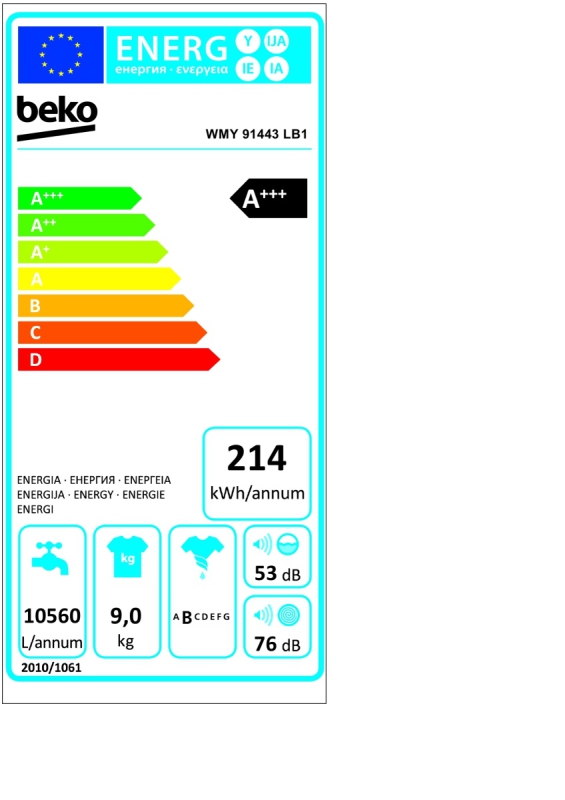 ENERG Y IJA
енергия · ενεργεια IE IA
beko
WMY 91443 LB1
A+++ A+++
A++
A+
A
B
C
D
214
kWh/annum
ENERGIA · ЕНЕРГИЯ · ΕΝΕΡΓΕΙΑ
ENERGIJA · ENERGY · ENERGIE
ENERGI
kg
53 dB
10560 9,0 ABCDEFG
L/annum kg
76 dB
2010/1061